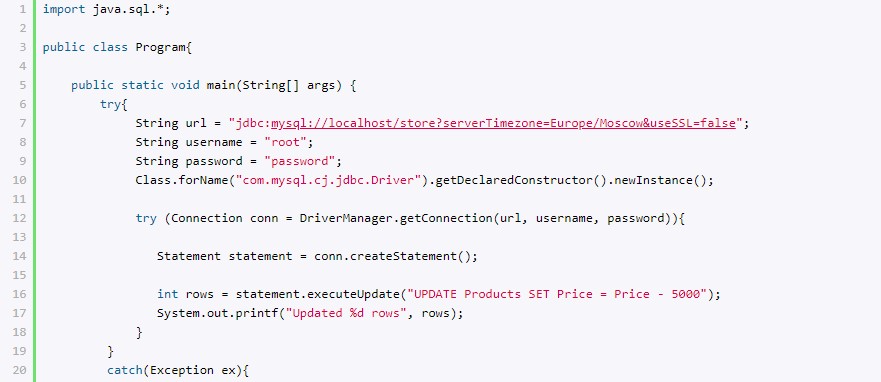 1 import java.sql.*;
2
3 public class Program{
4
5     public static void main(String[] args) {
6         try{
7             String url = "jdbc:mysql://localhost/store?serverTimezone=Europe/Moscow&useSSL=false";
8             String username = "root";
9             String password = "password";
10             Class.forName("com.mysql.cj.jdbc.Driver").getDeclaredConstructor().newInstance();
11
12             try (Connection conn = DriverManager.getConnection(url, username, password)){
13
14                Statement statement = conn.createStatement();
15
16                int rows = statement.executeUpdate("UPDATE Products SET Price = Price - 5000");
17                System.out.printf("Updated %d rows", rows);
18             }
19         }
20         catch(Exception ex){